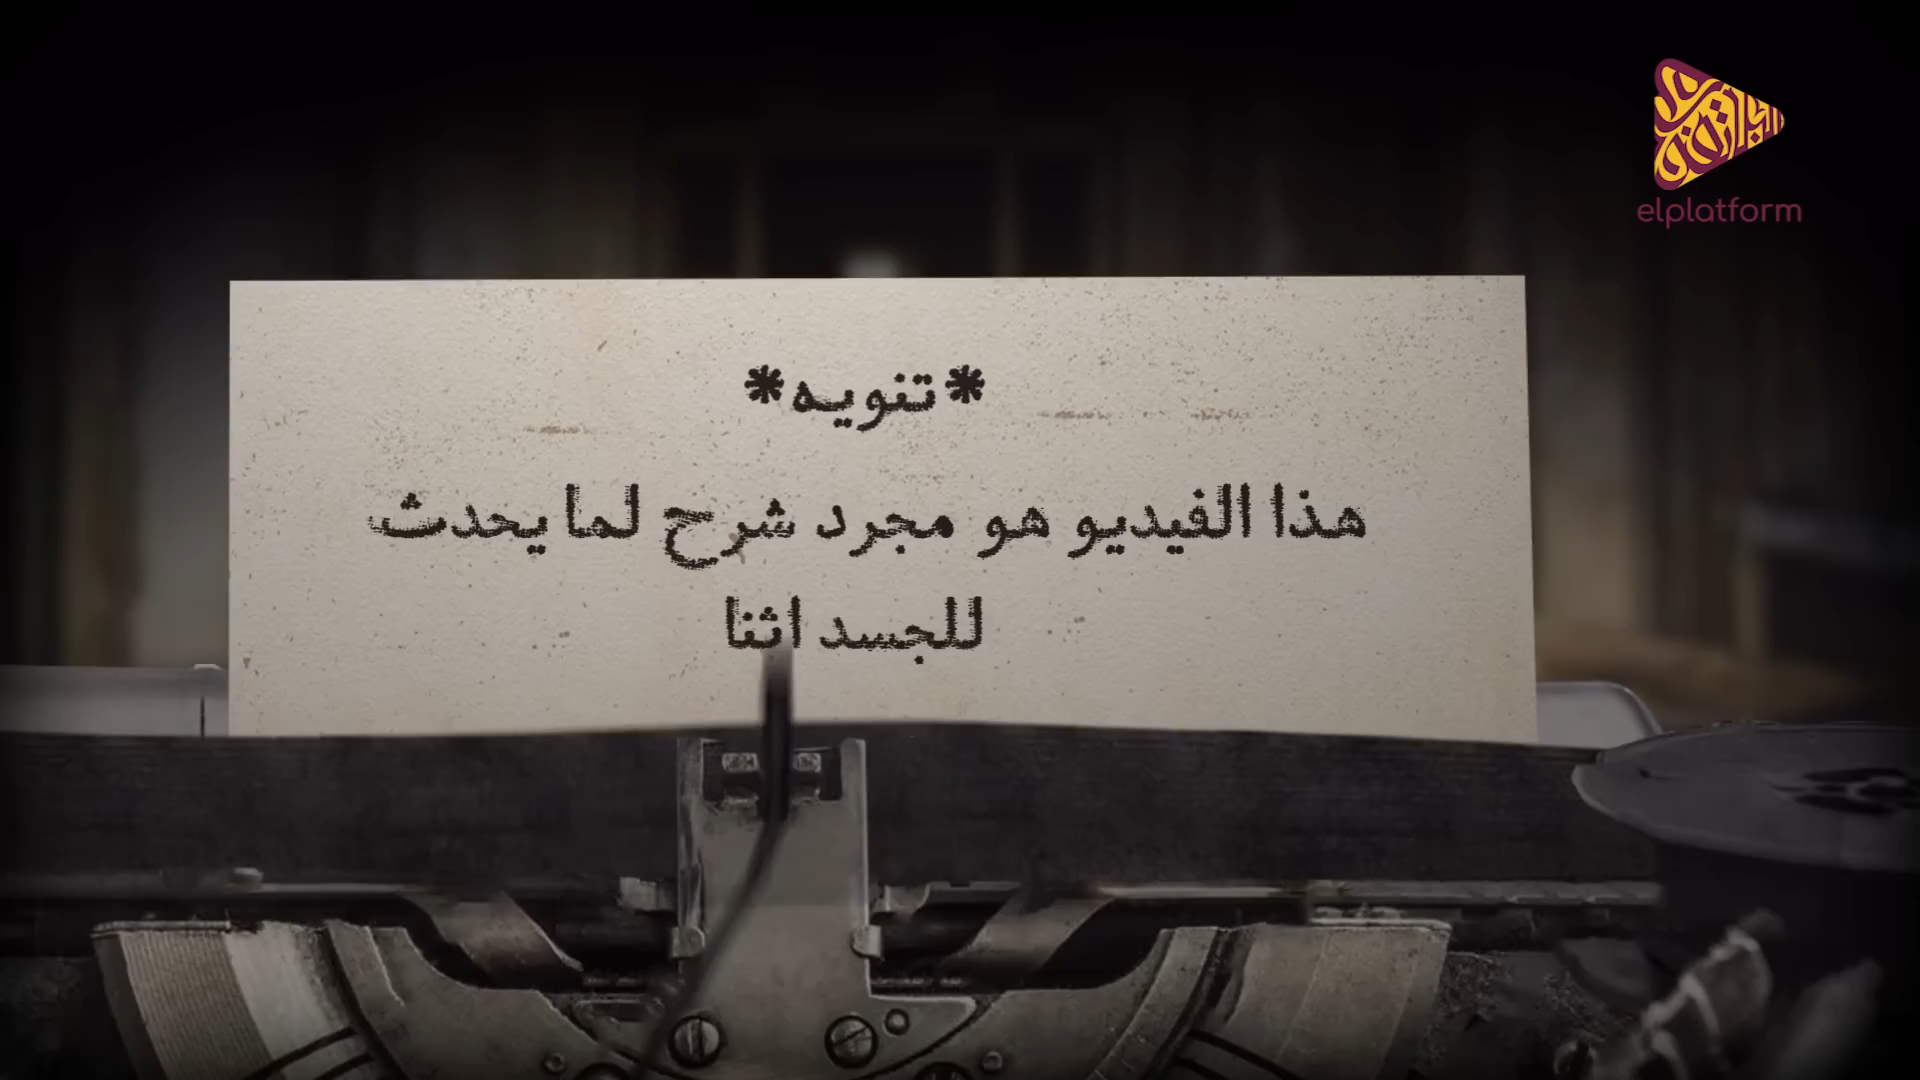 elplatform
*تنويه*
هذا الفيديو هو مجرد شرح لما يحدث
للجسد اثنا